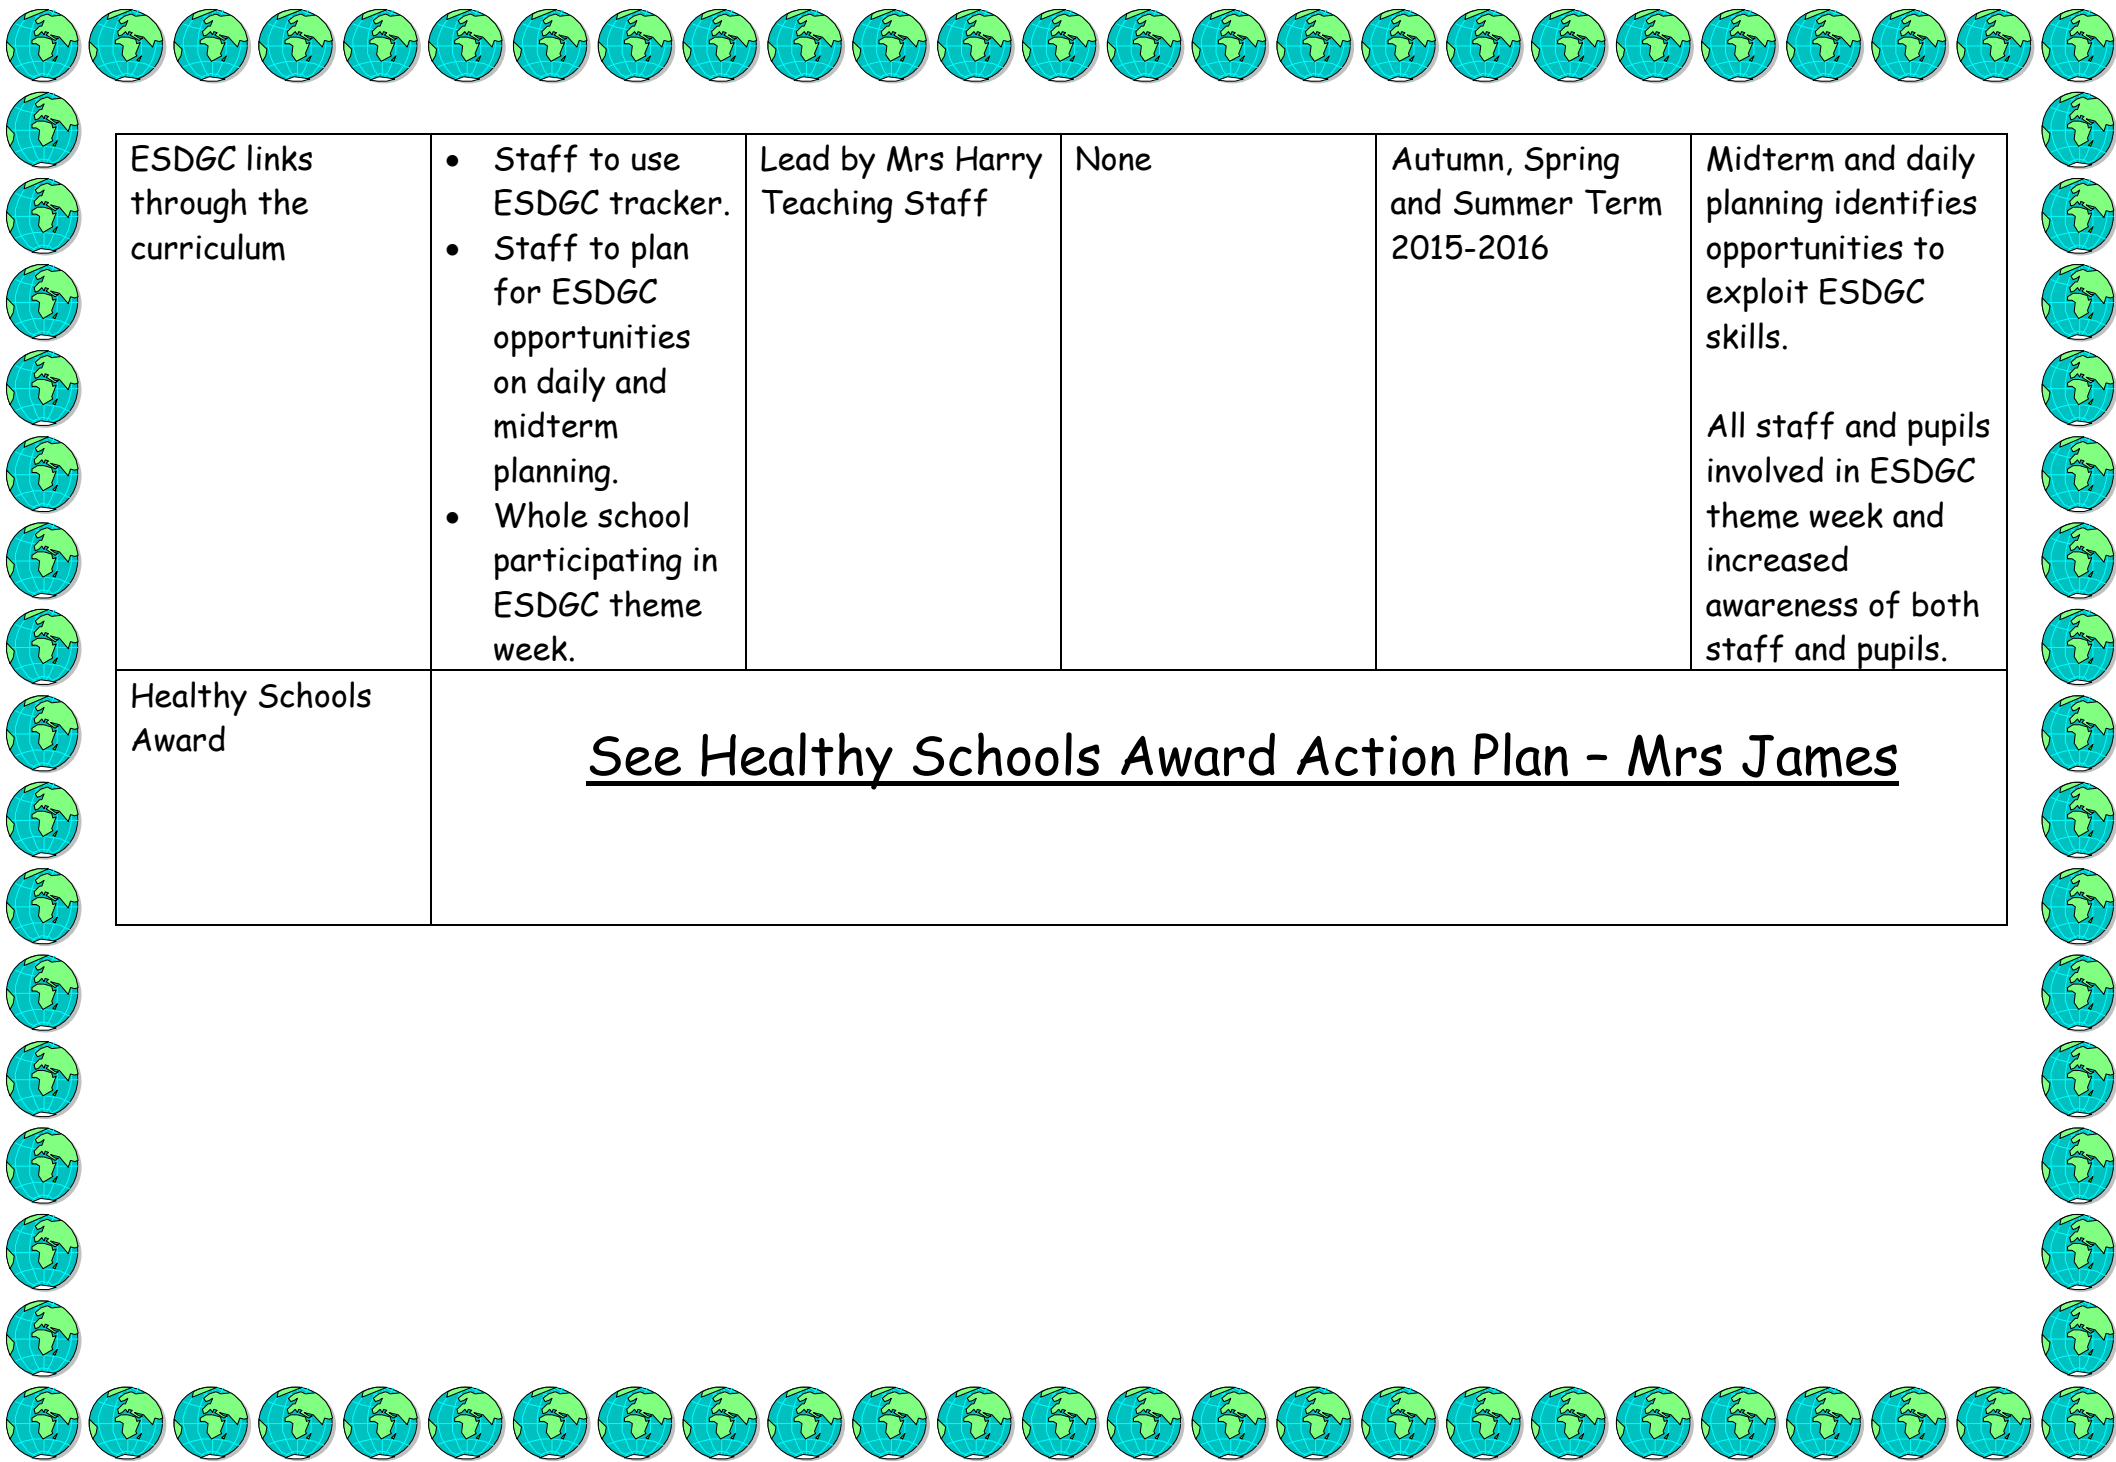 ESDGC links
through the
curriculum
• Staff to use
ESDGC tracker.
• Staff to plan
for ESDGC
opportunities
on daily and
midterm
planning.
• Whole school
participating in
ESDGC theme
week.
Lead by Mrs Harry
Teaching Staff
None
Autumn, Spring
and Summer Term
2015-2016
Midterm and daily
planning identifies
opportunities to
exploit ESDGC
skills.
All staff and pupils
involved in ESDGC
theme week and
increased
awareness of both
staff and pupils.
Healthy Schools
Award
See Healthy Schools Award Action Plan – Mrs James